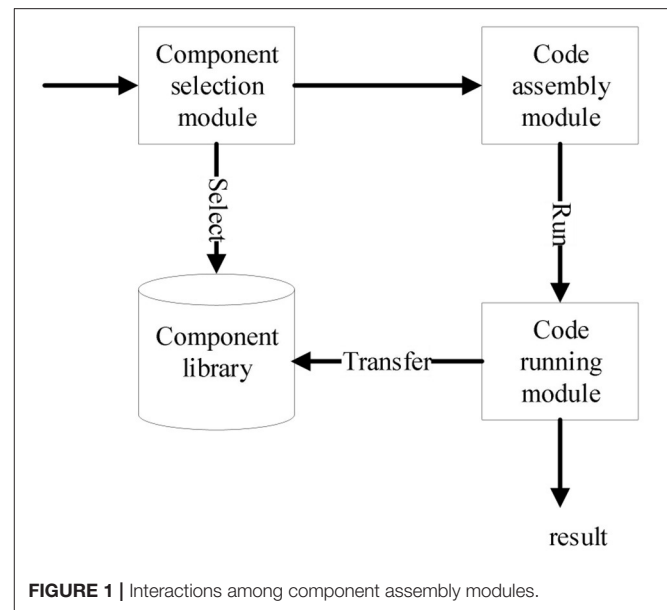 Component
selection
module
Code
assembly
module
Select
Run
Component
library
Transfer
Code
running
module
result
FIGURE 1 | Interactions among component assembly modules.